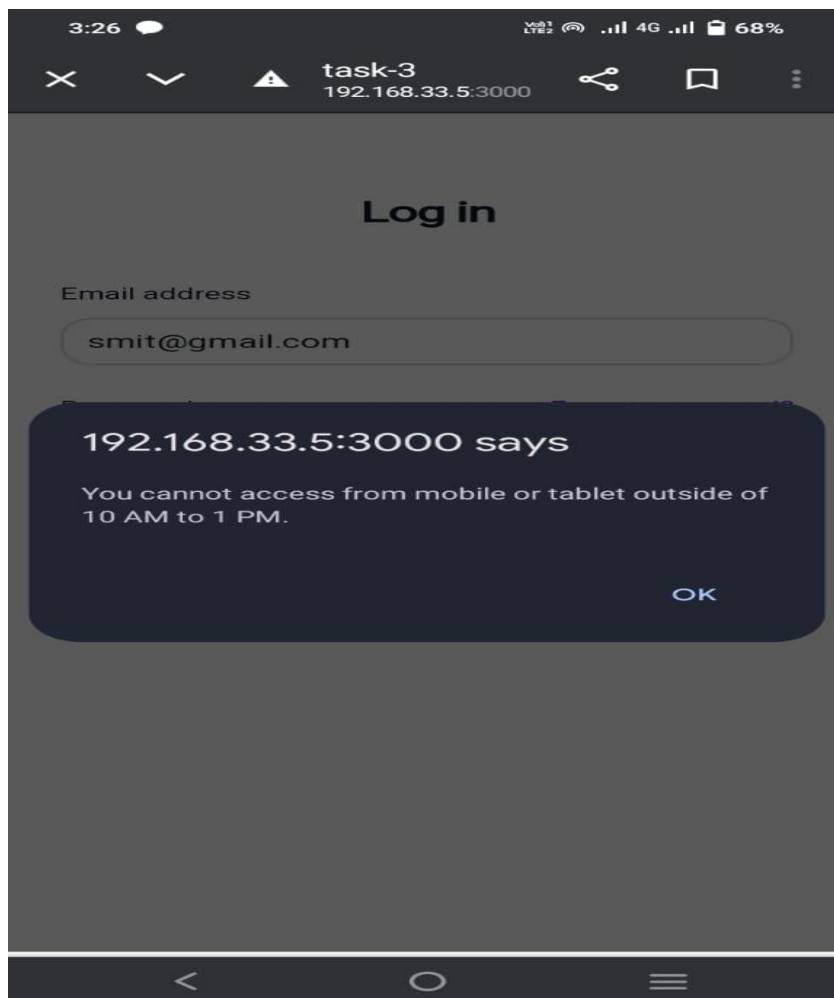 3:26 4G 68%
task-3
192.168.33.5:3000
Log in
Email address
smit@gmail.com
192.168.33.5:3000 says
You cannot access from mobile or tablet outside of
10 AM to 1 PM.
OK